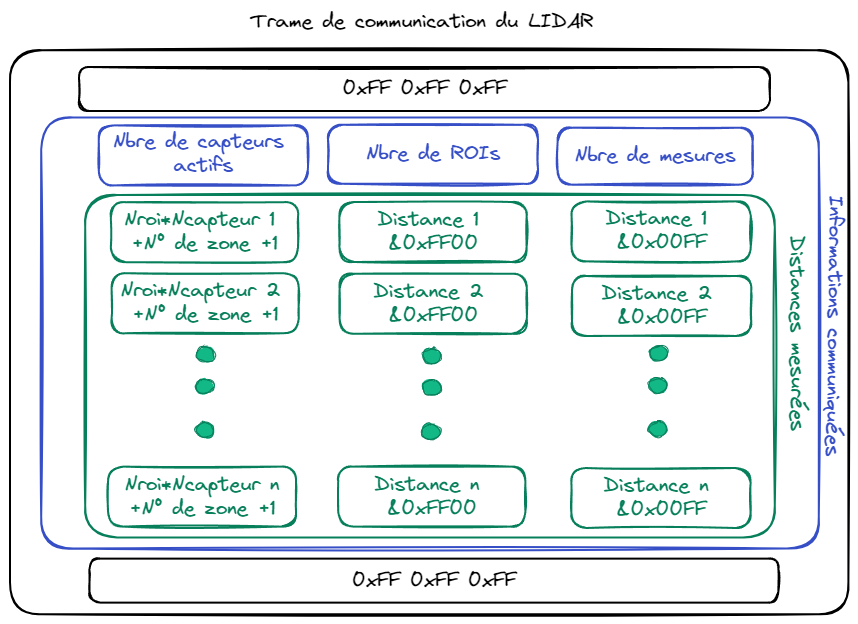 Trame de communication du LIDAR
0xFF 0xFF 0xFF
Nbre de capteurs
actifs
Nbre de ROIs
Nbre de mesures
Nroi*Ncapteur 1
+N° de zone +1
Distance 1
&0xFF00
Distance 1
&0x00FF
Nroi*Ncapteur 2
+N° de zone +1
Distance 2
&0xFF00
Distance 2
&0x00FF
Nroi*Ncapteur n
+N° de zone +1
Distance n
&0xFF00
Distance n
&0x00FF
Distances mesurées
Informations communiquées
0xFF 0xFF 0xFF